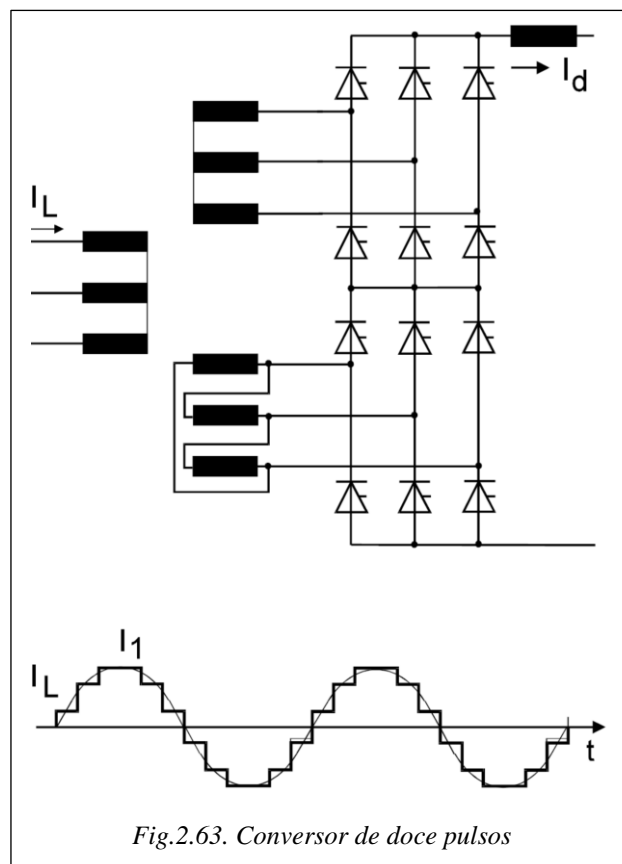 I_d
I_L
I_1
I_L
t
Fig.2.63. Conversor de doce pulsos